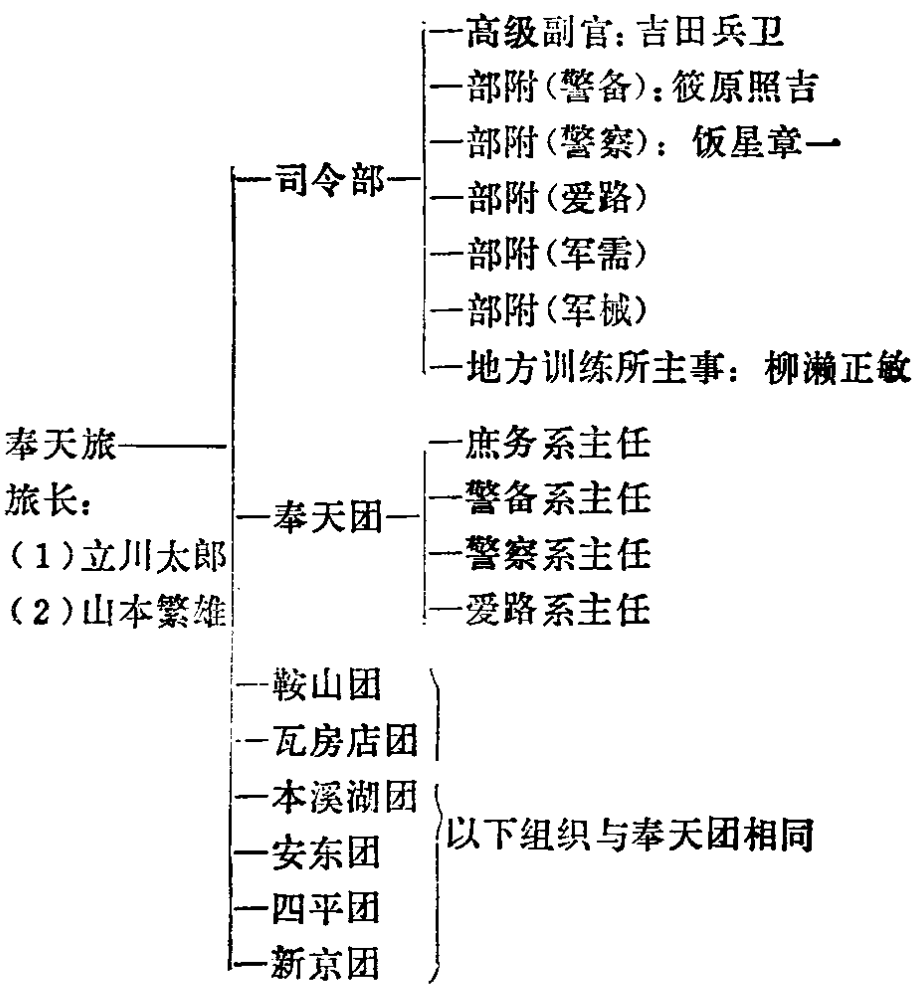 奉天旅
旅长：
（1）立川太郎
（2）山本繁雄
司令部
高级副官：吉田兵卫
部附（警备）：筱原照吉
部附（警察）：饭星章一
部附（爱路）
部附（军需）
部附（军械）
地方训练所主事：柳濑正敏
奉天团
庶务系主任
警备系主任
警察系主任
爱路系主任
鞍山团
瓦房店团
本溪湖团
安东团
四平团
新京团
以下组织与奉天团相同